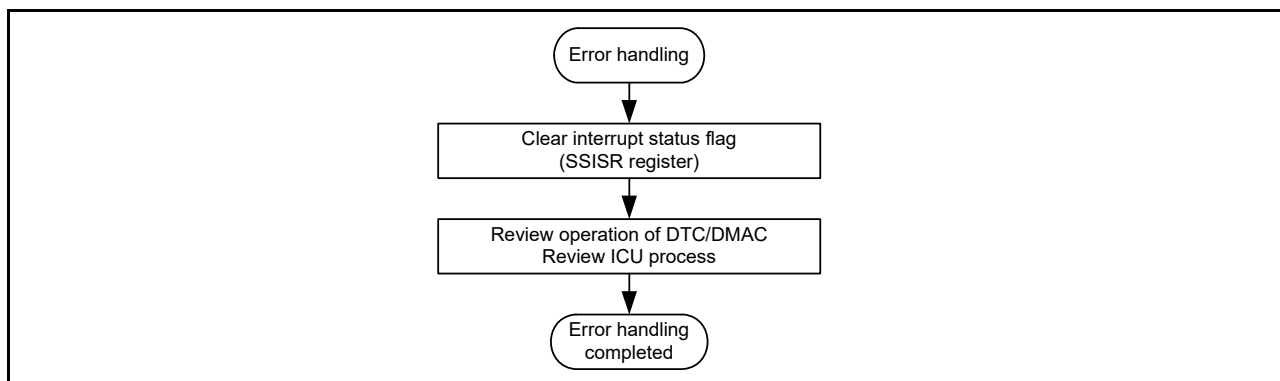 Error handling
Clear interrupt status flag
(SSISR register)
Review operation of DTC/DMAC
Review ICU process
Error handling
completed